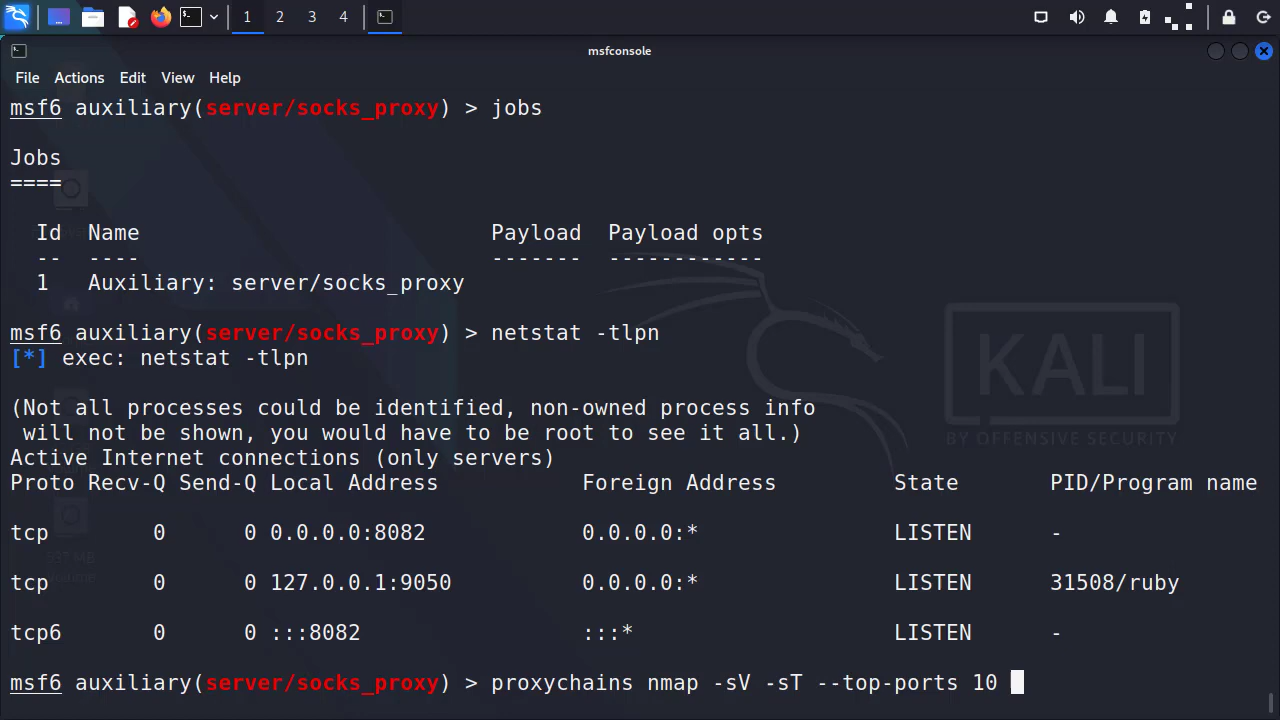 1 2 3 4
msfconsole
File Actions Edit View Help
msf6 auxiliary(server/socks_proxy) > jobs
Jobs
====
Id Name Payload Payload opts
-- ---- ------- ------------
1 Auxiliary: server/socks_proxy
msf6 auxiliary(server/socks_proxy) > netstat -tlpn
[*] exec: netstat -tlpn
(Not all processes could be identified, non-owned process info
will not be shown, you would have to be root to see it all.)
Active Internet connections (only servers)
Proto Recv-Q Send-Q Local Address Foreign Address State PID/Program name
tcp 0 0 0.0.0.0:8082 0.0.0.0:* LISTEN -
tcp 0 0 127.0.0.1:9050 0.0.0.0:* LISTEN 31508/ruby
tcp6 0 0 :::8082 :::* LISTEN -
msf6 auxiliary(server/socks_proxy) > proxychains nmap -sV -sT --top-ports 10
KALI
BY OFFENSIVE SECURITY